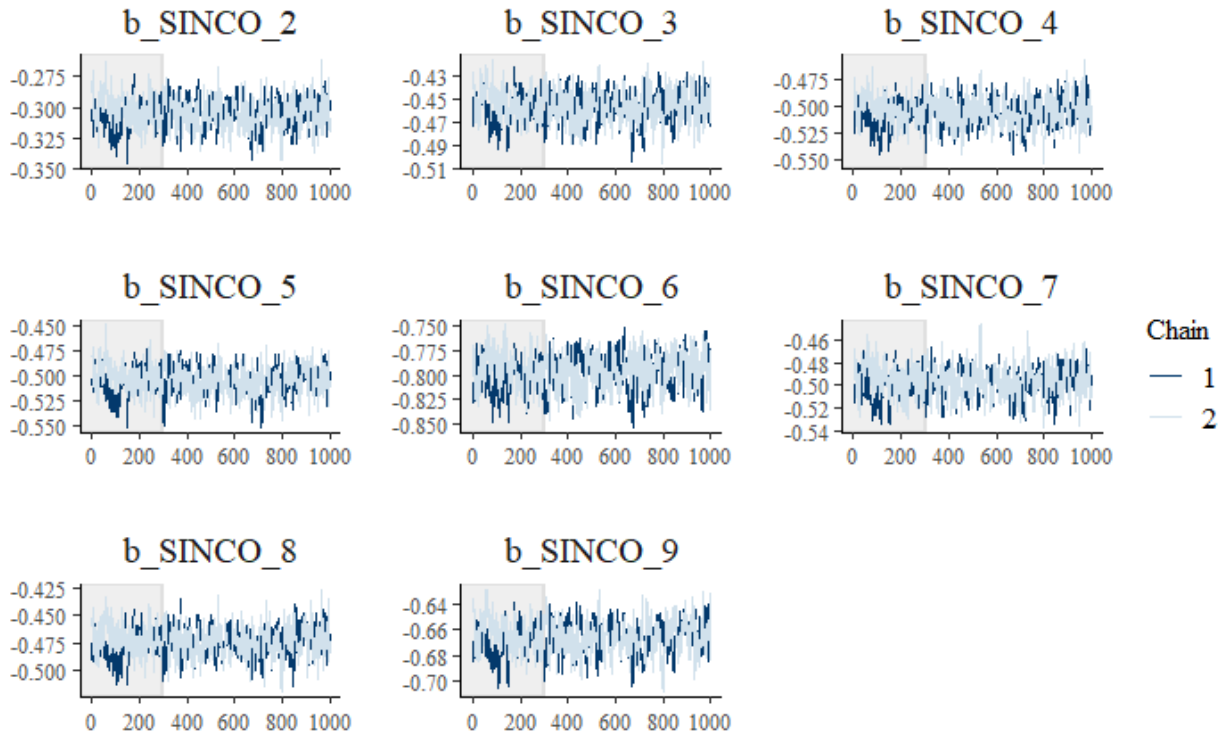 b_SINCO_2 b_SINCO_3 b_SINCO_4
-0.275 -0.43 -0.475
-0.300 -0.45 -0.500
-0.325 -0.47 -0.525
-0.350 -0.49 -0.550
-0.51
0 200 400 600 800 1000 0 200 400 600 800 1000 0 200 400 600 800 1000
b_SINCO_5 b_SINCO_6 b_SINCO_7
-0.450 -0.750 -0.46
-0.475 -0.775 -0.48
-0.500 -0.800 -0.50
-0.525 -0.825 -0.52
-0.550 -0.850 -0.54
0 200 400 600 800 1000 0 200 400 600 800 1000 0 200 400 600 800 1000
Chain
1
2
b_SINCO_8 b_SINCO_9
-0.425 -0.64
-0.450 -0.66
-0.475 -0.68
-0.500 -0.70
0 200 400 600 800 1000 0 200 400 600 800 1000